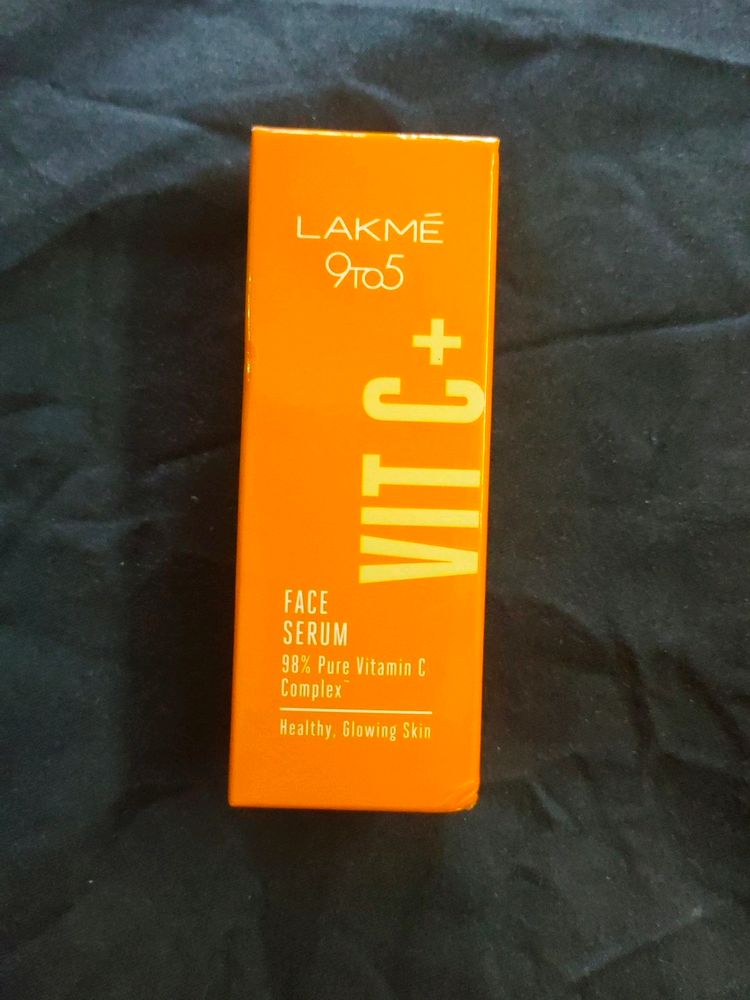 LAKMÉ
9TO5
VIT C+
FACE
SERUM
98% Pure Vitamin C
Complex™
Healthy, Glowing Skin